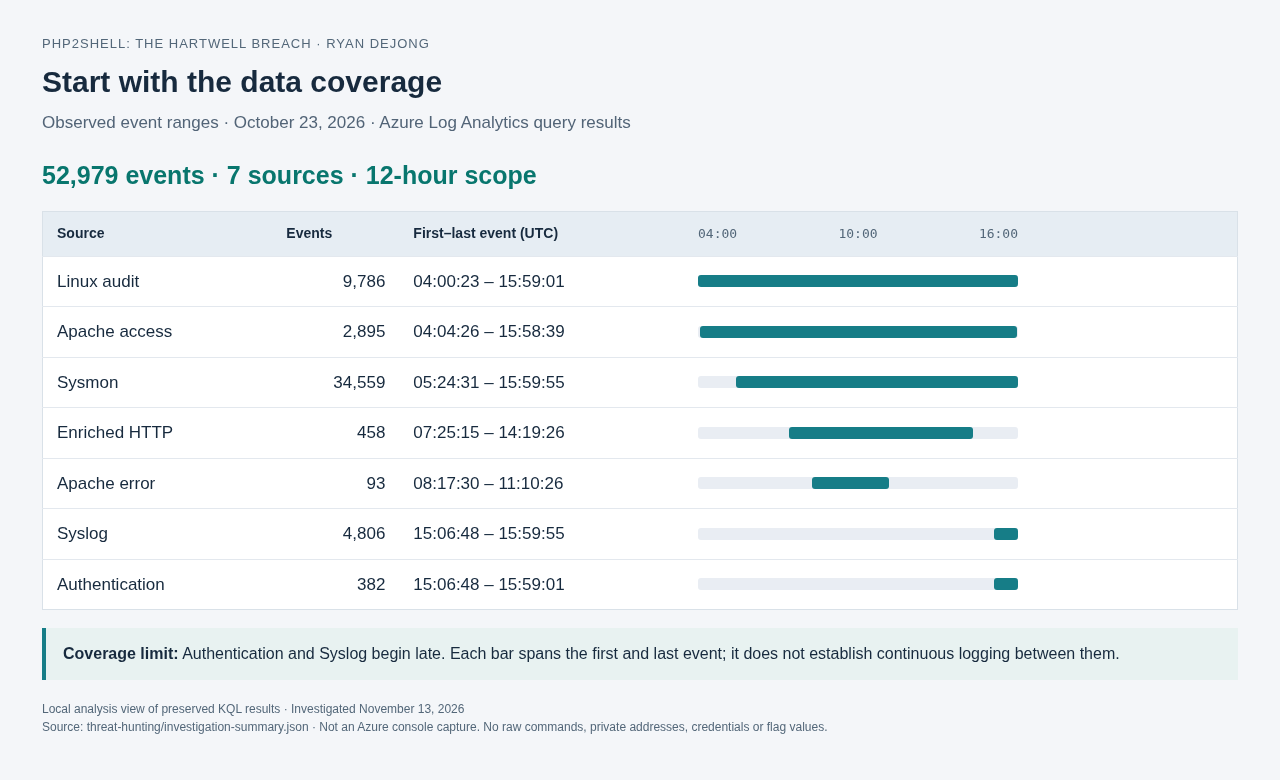 PHP2SHELL: THE HARTWELL BREACH · RYAN DEJONG
Start with the data coverage
Observed event ranges · October 23, 2026 · Azure Log Analytics query results
52,979 events · 7 sources · 12-hour scope
Source Events First–last event (UTC) 04:00 10:00 16:00
Linux audit 9,786 04:00:23 – 15:59:01
Apache access 2,895 04:04:26 – 15:58:39
Sysmon 34,559 05:24:31 – 15:59:55
Enriched HTTP 458 07:25:15 – 14:19:26
Apache error 93 08:17:30 – 11:10:26
Syslog 4,806 15:06:48 – 15:59:55
Authentication 382 15:06:48 – 15:59:01
Coverage limit: Authentication and Syslog begin late. Each bar spans the first and last event; it does not establish continuous logging between them.
Local analysis view of preserved KQL results · Investigated November 13, 2026
Source: threat-hunting/investigation-summary.json · Not an Azure console capture. No raw commands, private addresses, credentials or flag values.